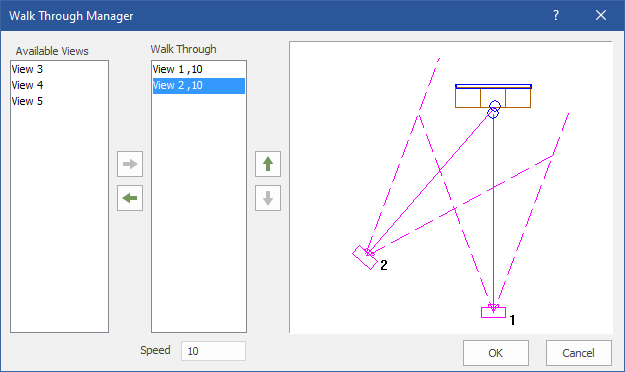 Walk Through Manager
Available Views
Walk Through
View 3
View 4
View 5
View 1 ,10
View 2 ,10
2
1
Speed
10
OK
Cancel